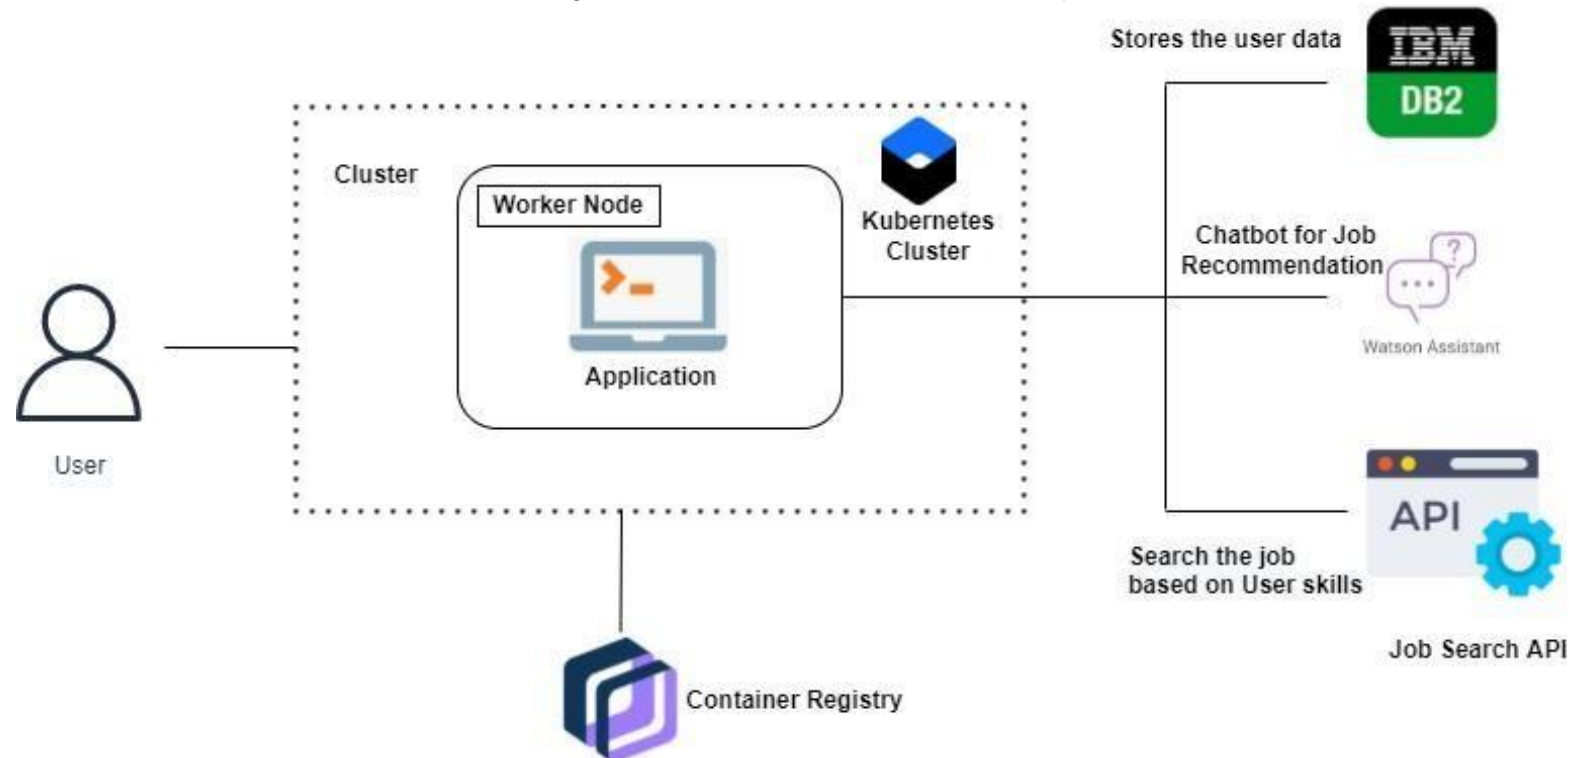 Stores the user data
IBM
DB2
Cluster
Worker Node
Kubernetes
Cluster
Application
Chatbot for Job
Recommendation
?
Watson Assistant
User
API
Search the job
based on User skills
Job Search API
Container Registry